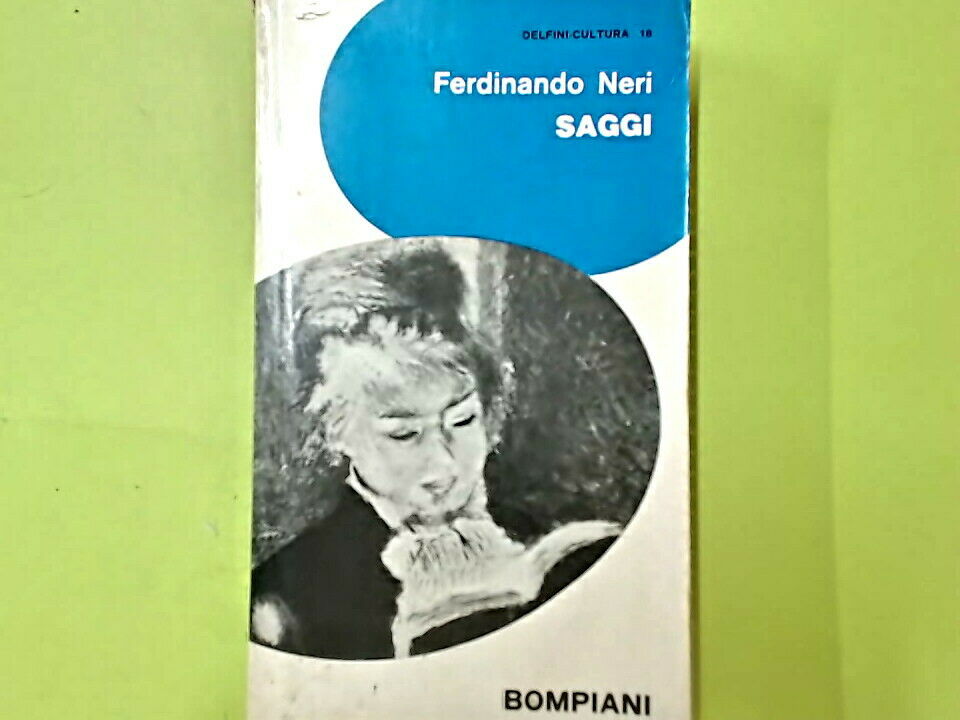 DELFINI-CULTURA 18
Ferdinando Neri
SAGGI
BOMPIANI